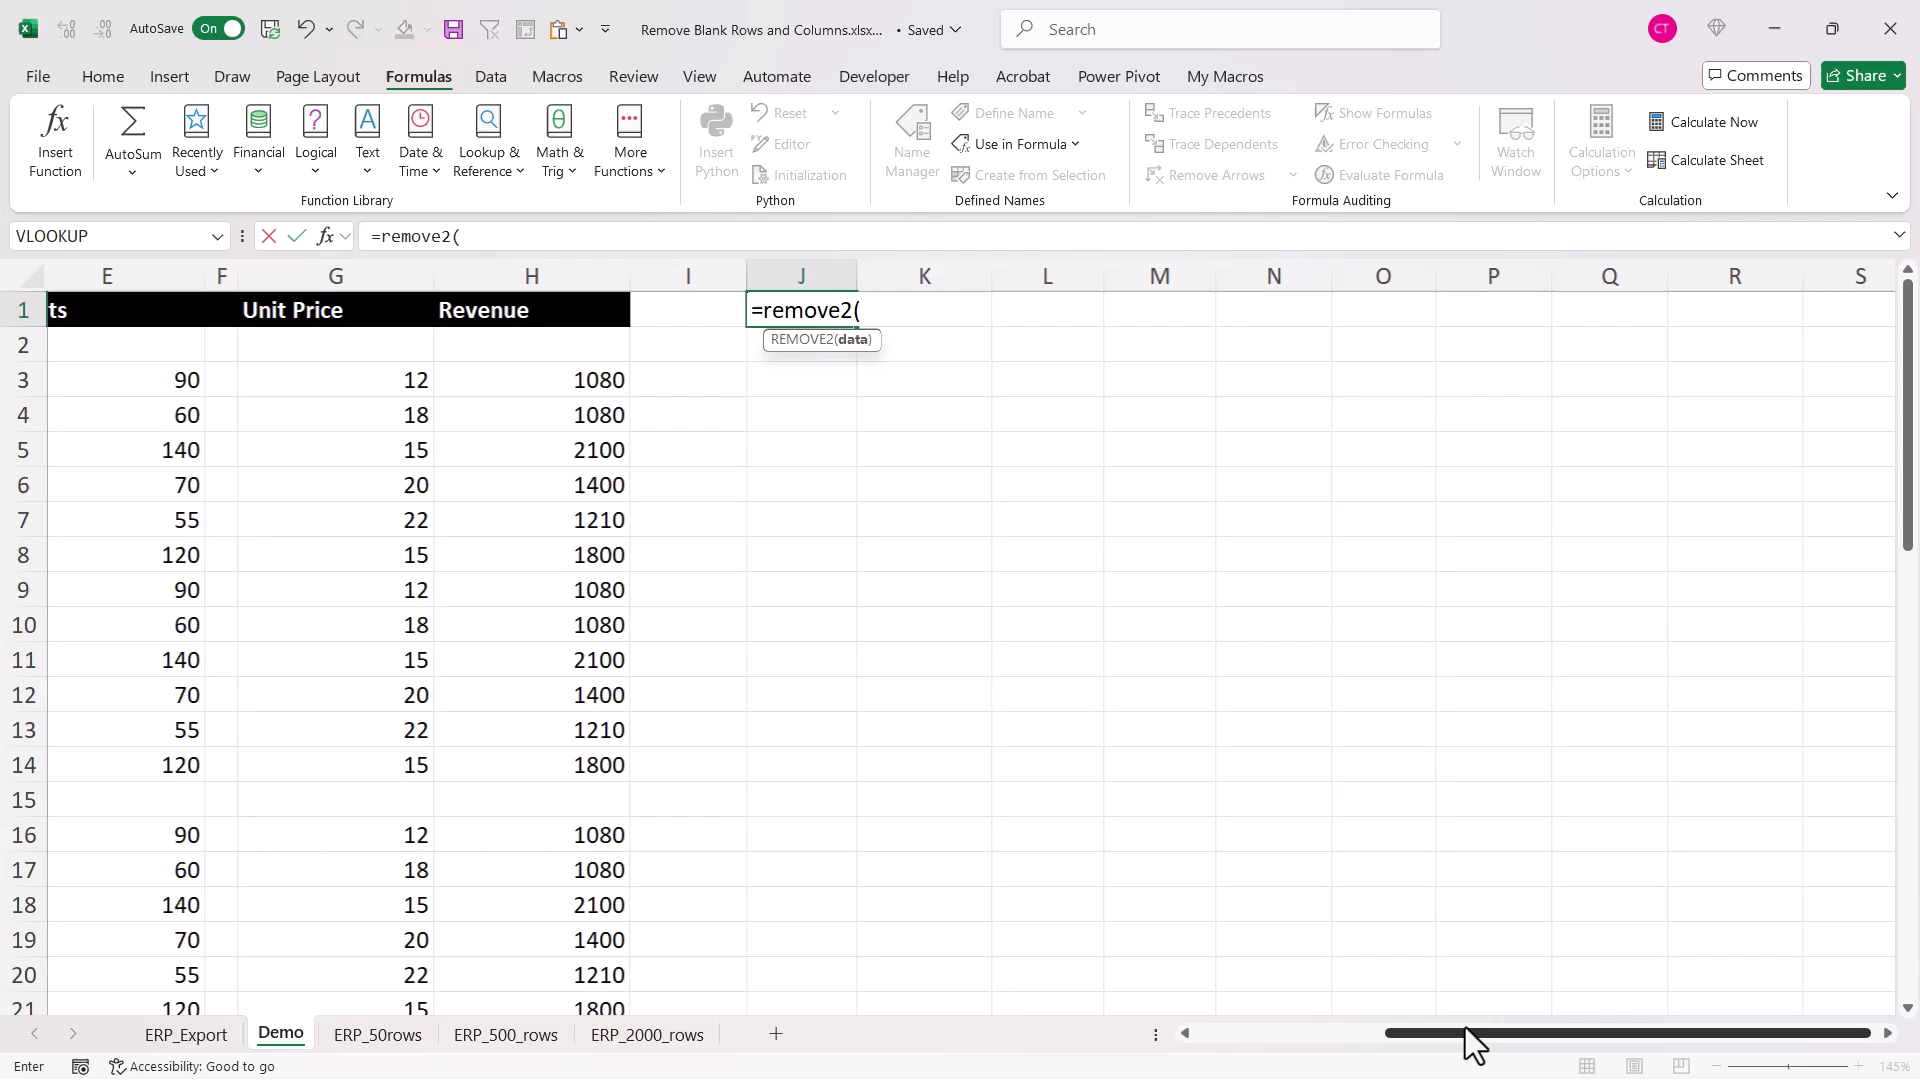 AutoSave On Remove Blank Rows and Columns.xlsx... • Saved Search CT
File Home Insert Draw Page Layout Formulas Data Macros Review View Automate Developer Help Acrobat Power Pivot My Macros Comments Share
Insert Function
AutoSum
Recently Used
Financial
Logical
Text
Date & Time
Lookup & Reference
Math & Trig
More Functions
Function Library
Insert Python
Reset
Editor
Initialization
Python
Name Manager
Define Name
Use in Formula
Create from Selection
Defined Names
Trace Precedents
Trace Dependents
Remove Arrows
Show Formulas
Error Checking
Evaluate Formula
Formula Auditing
Watch Window
Calculation Options
Calculate Now
Calculate Sheet
Calculation
VLOOKUP fx =remove2(
E F G H I J K L M N O P Q R S
1 ts Unit Price Revenue =remove2(
REMOVE2(data)
2
3 90 12 1080
4 60 18 1080
5 140 15 2100
6 70 20 1400
7 55 22 1210
8 120 15 1800
9 90 12 1080
10 60 18 1080
11 140 15 2100
12 70 20 1400
13 55 22 1210
14 120 15 1800
15
16 90 12 1080
17 60 18 1080
18 140 15 2100
19 70 20 1400
20 55 22 1210
21 120 15 1800
ERP_Export Demo ERP_50rows ERP_500_rows ERP_2000_rows
Enter Accessibility: Good to go 145%